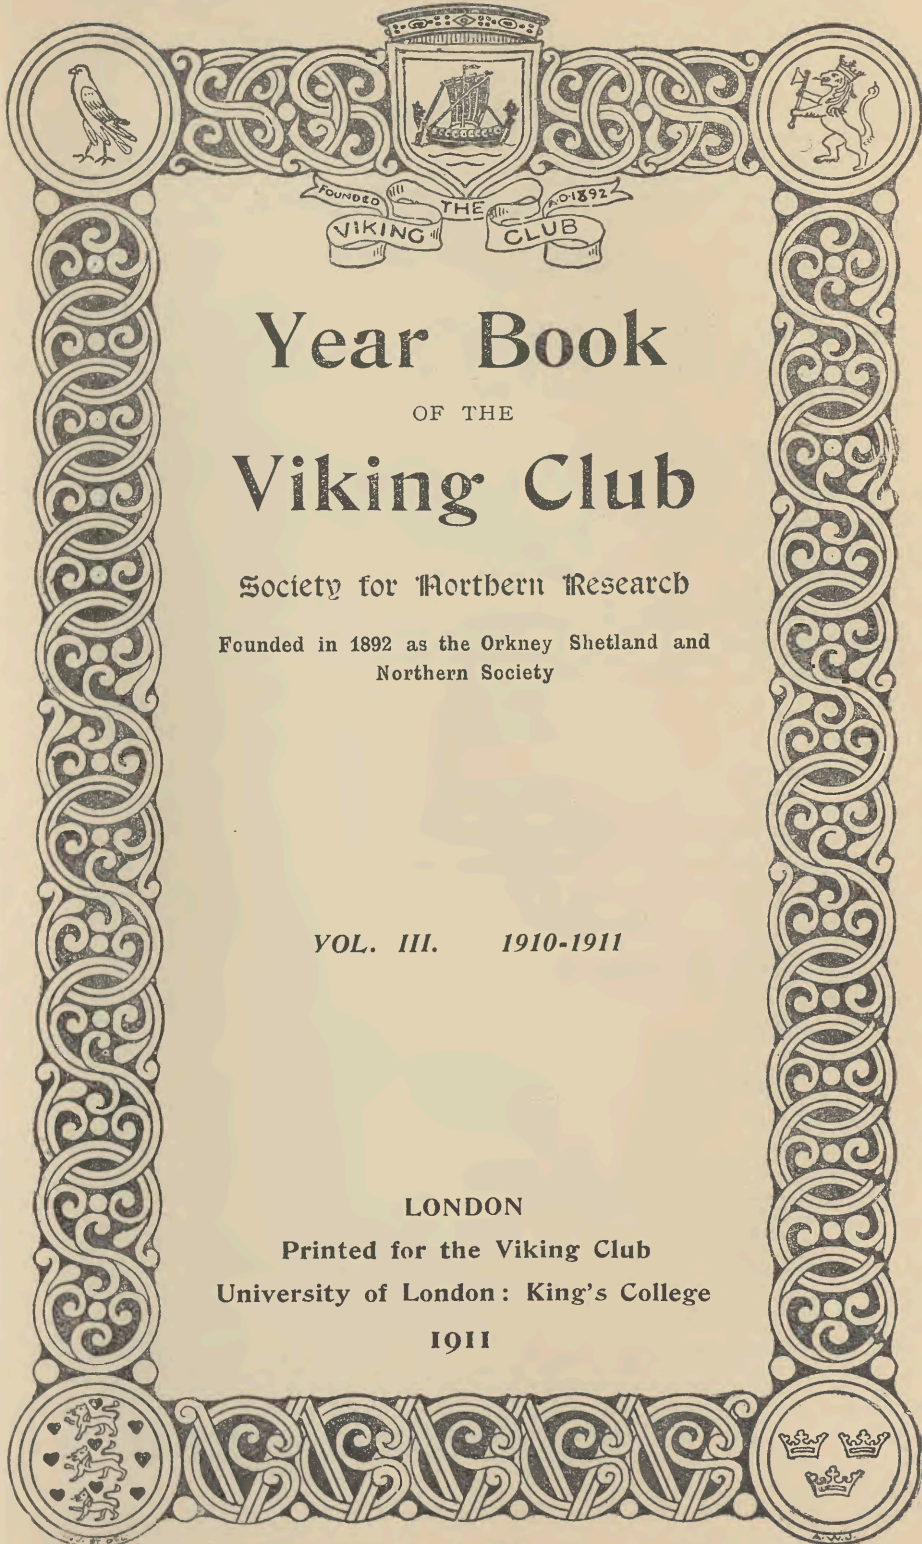 FOUNDED THE A.D. 1892
VIKING CLUB
Year Book
OF THE
Viking Club
Society for Northern Research
Founded in 1892 as the Orkney Shetland and
Northern Society
VOL. III. 1910-1911
LONDON
Printed for the Viking Club
University of London: King's College
1911
A.W.J.